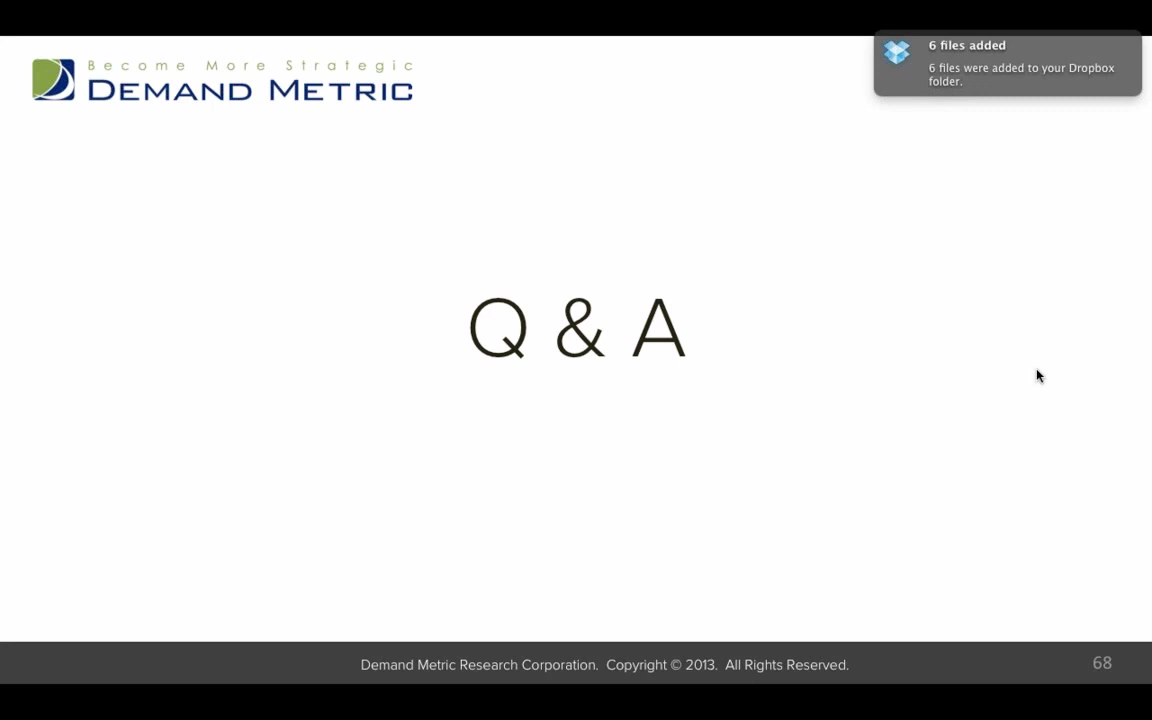 Become More Strategic
DEMAND METRIC
6 files added
6 files were added to your Dropbox
folder.
Q & A
Demand Metric Research Corporation. Copyright © 2013. All Rights Reserved.
68